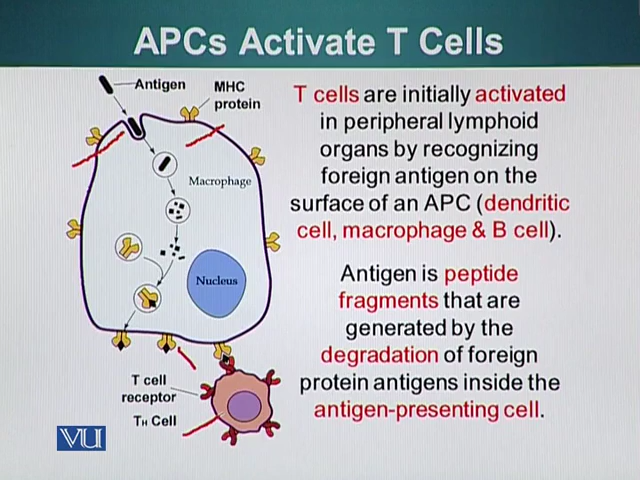 APCs Activate T Cells
Antigen
MHC
protein
Macrophage
Nucleus
T cell
receptor
TH Cell
VU
T cells are initially activated
in peripheral lymphoid
organs by recognizing
foreign antigen on the
surface of an APC (dendritic
cell, macrophage & B cell).
Antigen is peptide
fragments that are
generated by the
degradation of foreign
protein antigens inside the
antigen-presenting cell.